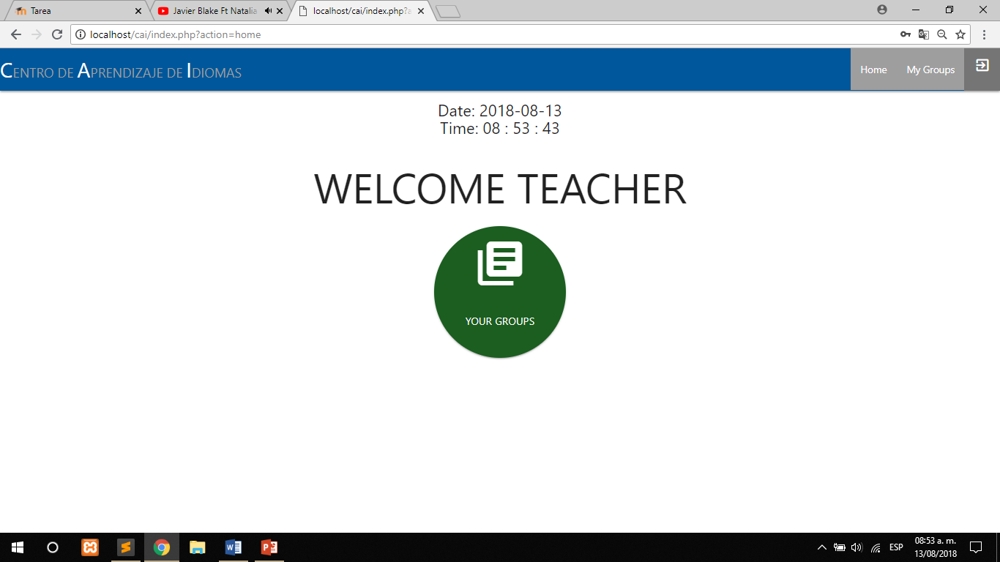 Tarea
Javier Blake Ft Natalia
localhost/cai/index.php?a
localhost/cai/index.php?action=home
CENTRO DE APRENDIZAJE DE IDIOMAS
Home
My Groups
Date: 2018-08-13
Time: 08 : 53 : 43
WELCOME TEACHER
YOUR GROUPS
ESP
08:53 a. m.
13/08/2018